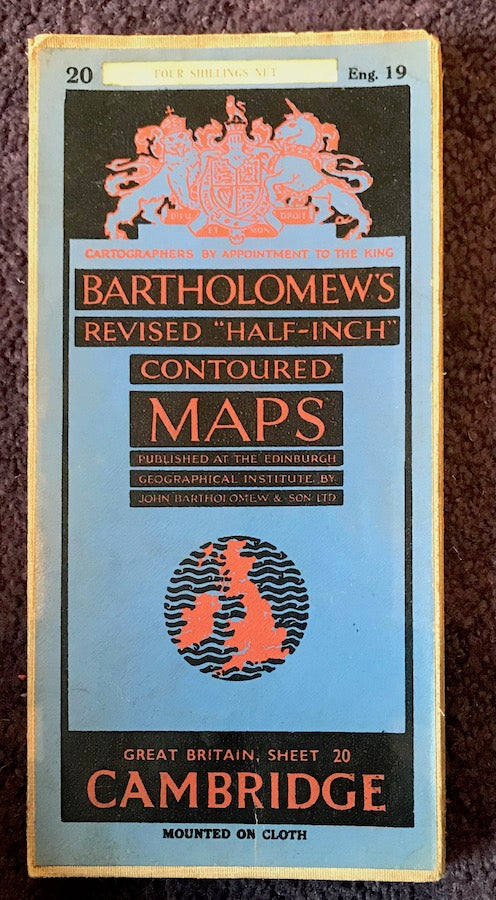 20 FOUR SHILLINGS NET Eng. 19
DIEU ET MON DROIT
CARTOGRAPHERS BY APPOINTMENT TO THE KING
BARTHOLOMEW'S
REVISED "HALF-INCH"
CONTOURED
MAPS
PUBLISHED AT THE EDINBURGH
GEOGRAPHICAL INSTITUTE BY
JOHN BARTHOLOMEW & SON LTD
GREAT BRITAIN, SHEET 20
CAMBRIDGE
MOUNTED ON CLOTH